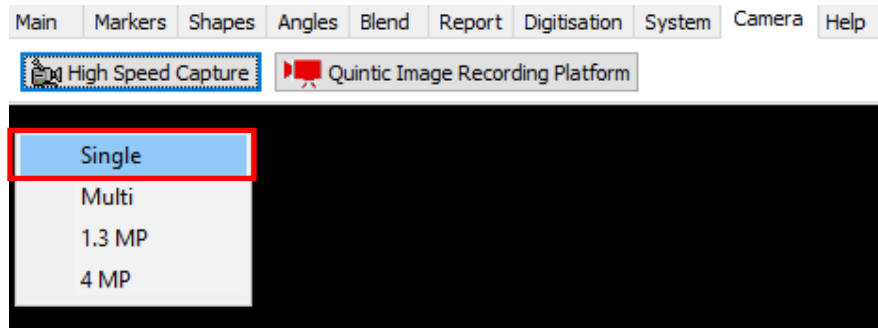 Main Markers Shapes Angles Blend Report Digitisation System Camera Help
High Speed Capture Quintic Image Recording Platform
Single
Multi
1.3 MP
4 MP